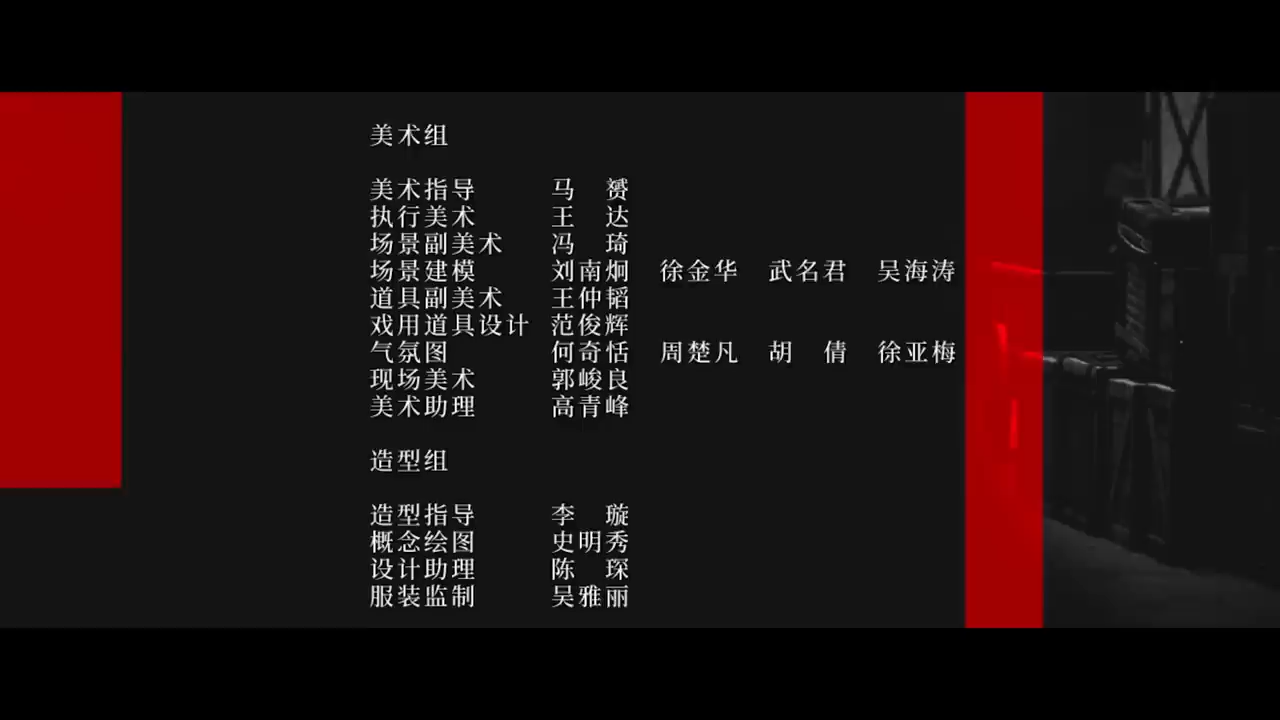 美术组
美术指导 马 赟
执行美术 王 达
场景副美术 冯 琦
场景建模 刘南炯 徐金华 武名君 吴海涛
道具副美术 王仲韬
戏用道具设计 范俊辉
气氛图 何奇恬 周楚凡 胡 倩 徐亚梅
现场美术 郭峻良
美术助理 高青峰
造型组
造型指导 李 璇
概念绘图 史明秀
设计助理 陈 琛
服装监制 吴雅丽